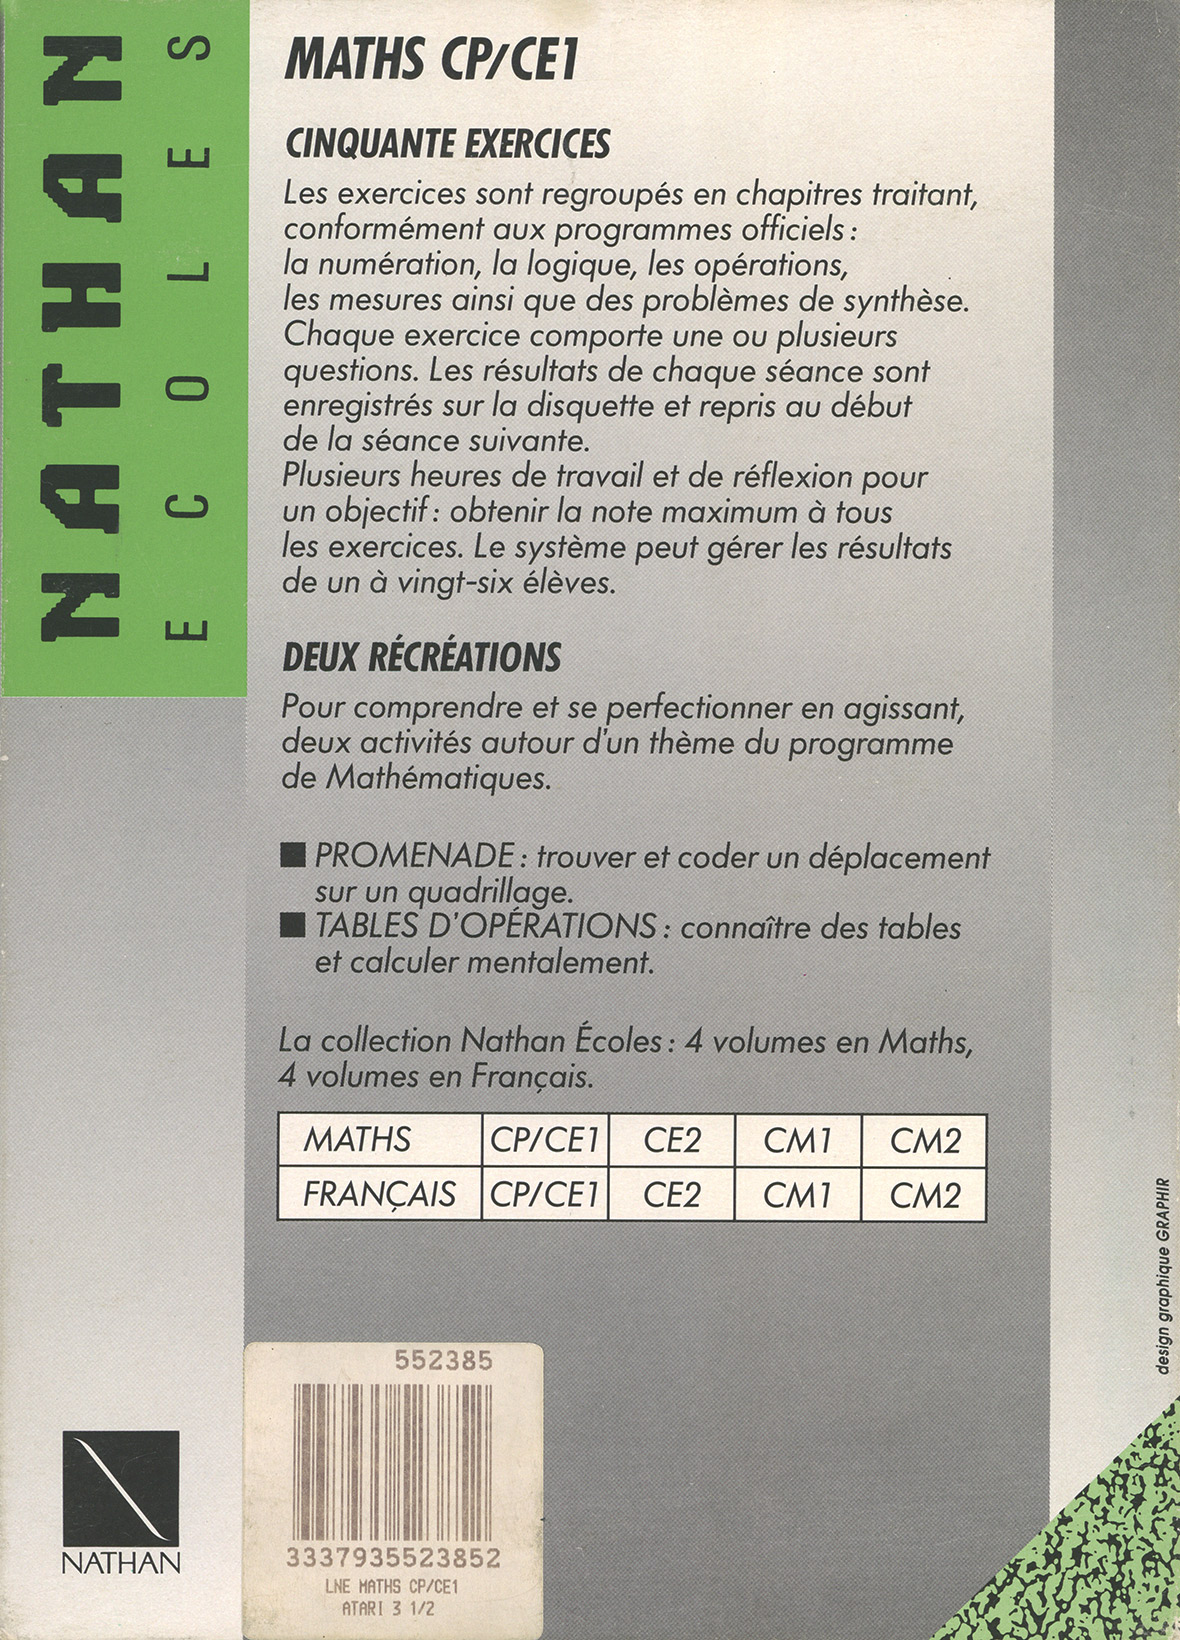 NATHAN
ECOLES
MATHS CP/CE1
CINQUANTE EXERCICES
Les exercices sont regroupés en chapitres traitant,
conformément aux programmes officiels :
la numération, la logique, les opérations,
les mesures ainsi que des problèmes de synthèse.
Chaque exercice comporte une ou plusieurs
questions. Les résultats de chaque séance sont
enregistrés sur la disquette et repris au début
de la séance suivante.
Plusieurs heures de travail et de réflexion pour
un objectif : obtenir la note maximum à tous
les exercices. Le système peut gérer les résultats
de un à vingt-six élèves.
DEUX RÉCRÉATIONS
Pour comprendre et se perfectionner en agissant,
deux activités autour d'un thème du programme
de Mathématiques.
■ PROMENADE : trouver et coder un déplacement
sur un quadrillage.
■ TABLES D'OPÉRATIONS : connaître des tables
et calculer mentalement.
La collection Nathan Écoles : 4 volumes en Maths,
4 volumes en Français.
MATHS CP/CE1 CE2 CM1 CM2
FRANÇAIS CP/CE1 CE2 CM1 CM2
design graphique GRAPHIR
552385
3337935523852
LNE MATHS CP/CE1
ATARI 3 1/2
NATHAN